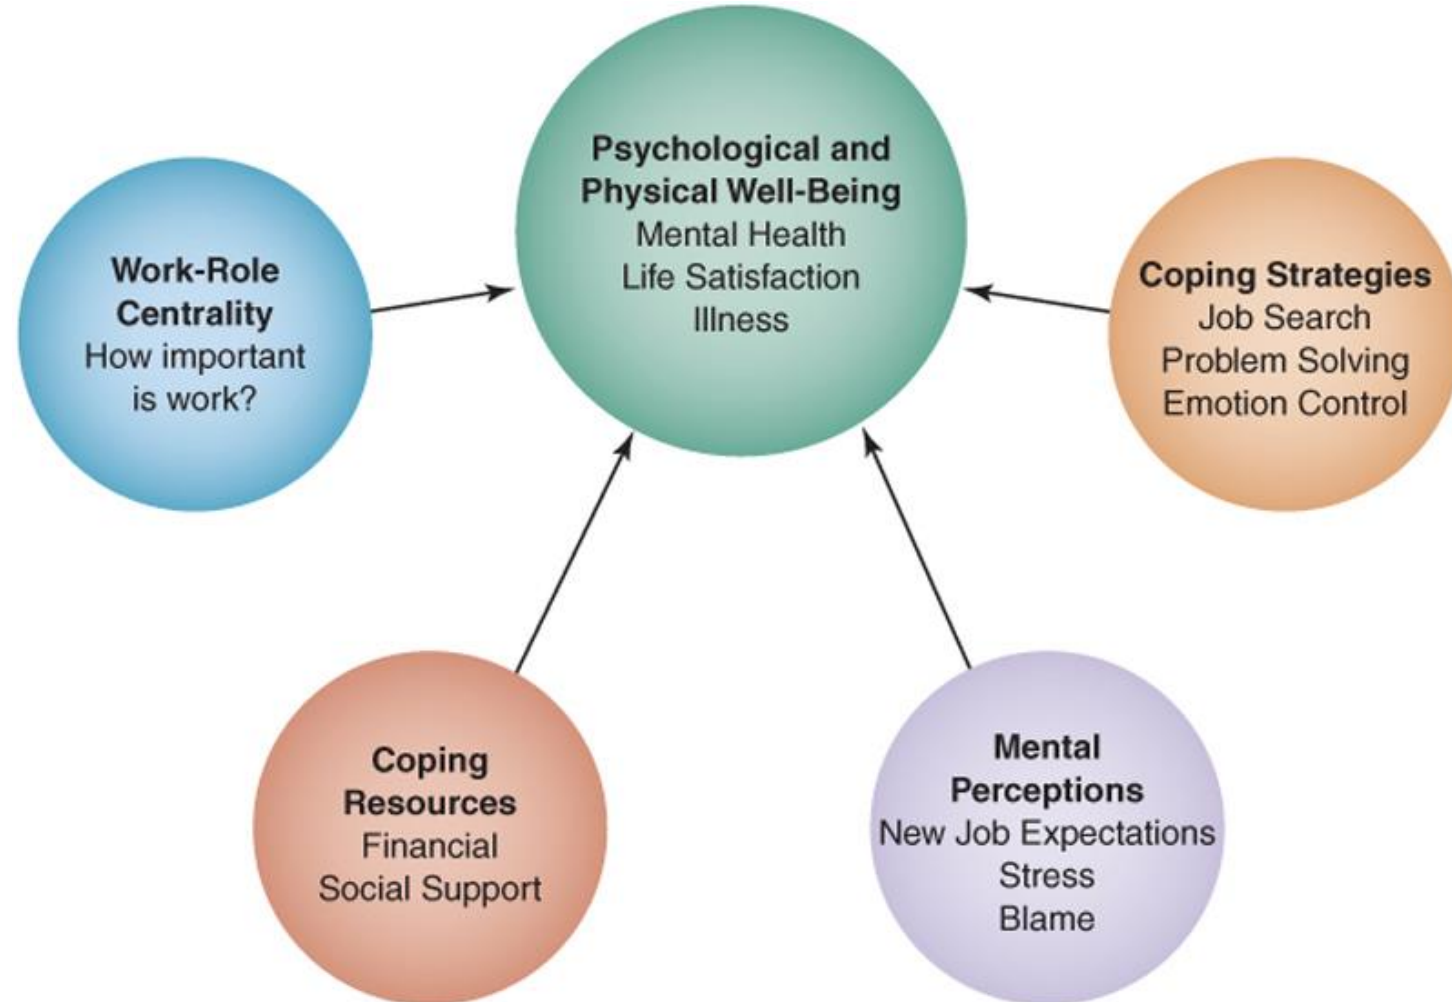 Psychological and
Physical Well-Being
Mental Health
Life Satisfaction
Illness
Work-Role
Centrality
How important
is work?
Coping Strategies
Job Search
Problem Solving
Emotion Control
Coping
Resources
Financial
Social Support
Mental
Perceptions
New Job Expectations
Stress
Blame